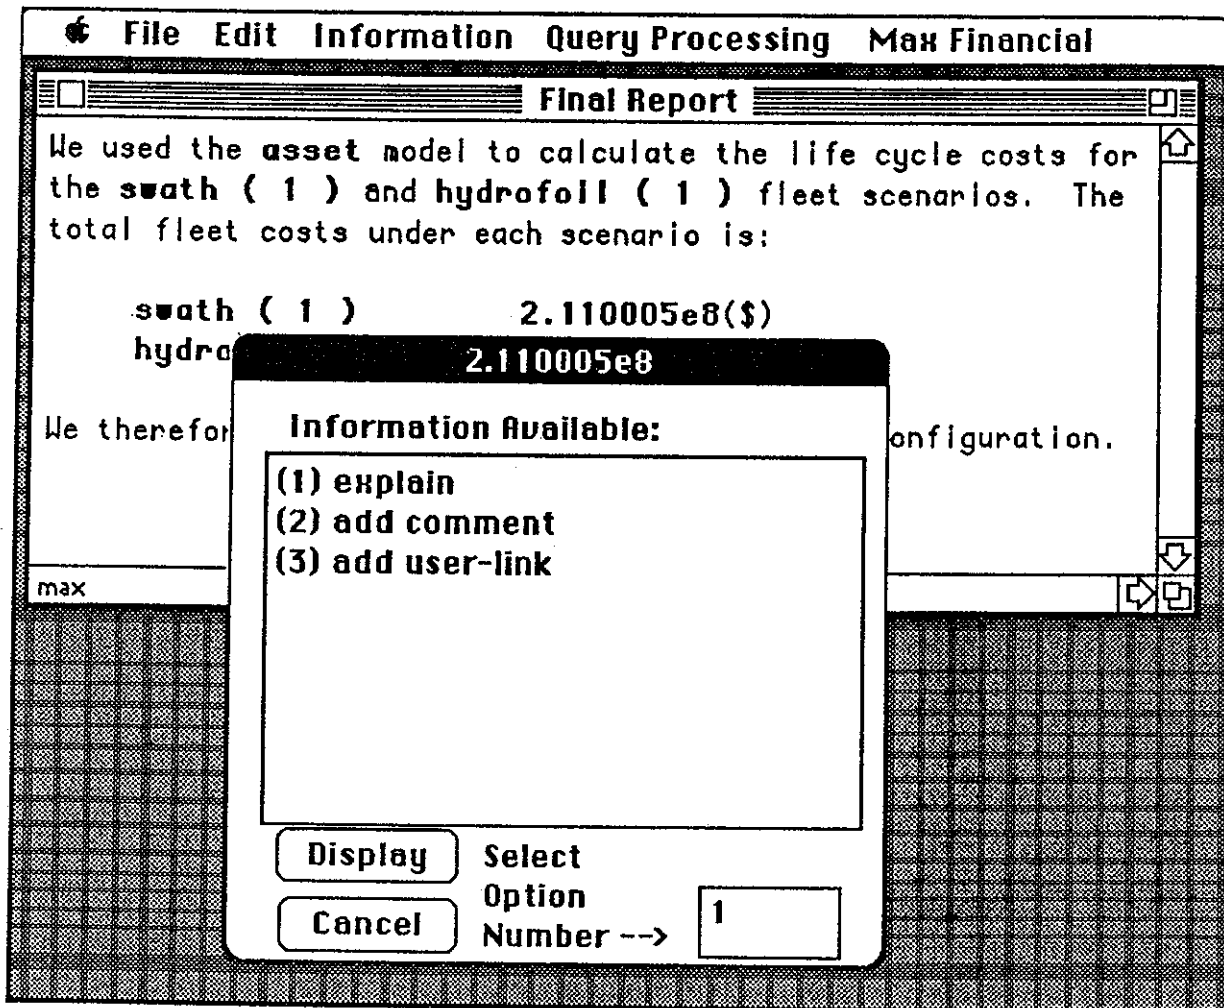 File Edit Information Query Processing Max Financial
Final Report
We used the asset model to calculate the life cycle costs for
the swath ( 1 ) and hydrofoil ( 1 ) fleet scenarios. The
total fleet costs under each scenario is:
swath ( 1 ) 2.110005e8($)
hydro
We therefor onfiguration.
max
2.110005e8
Information Available:
(1) explain
(2) add comment
(3) add user-link
Display
Cancel
Select
Option
Number -->
1